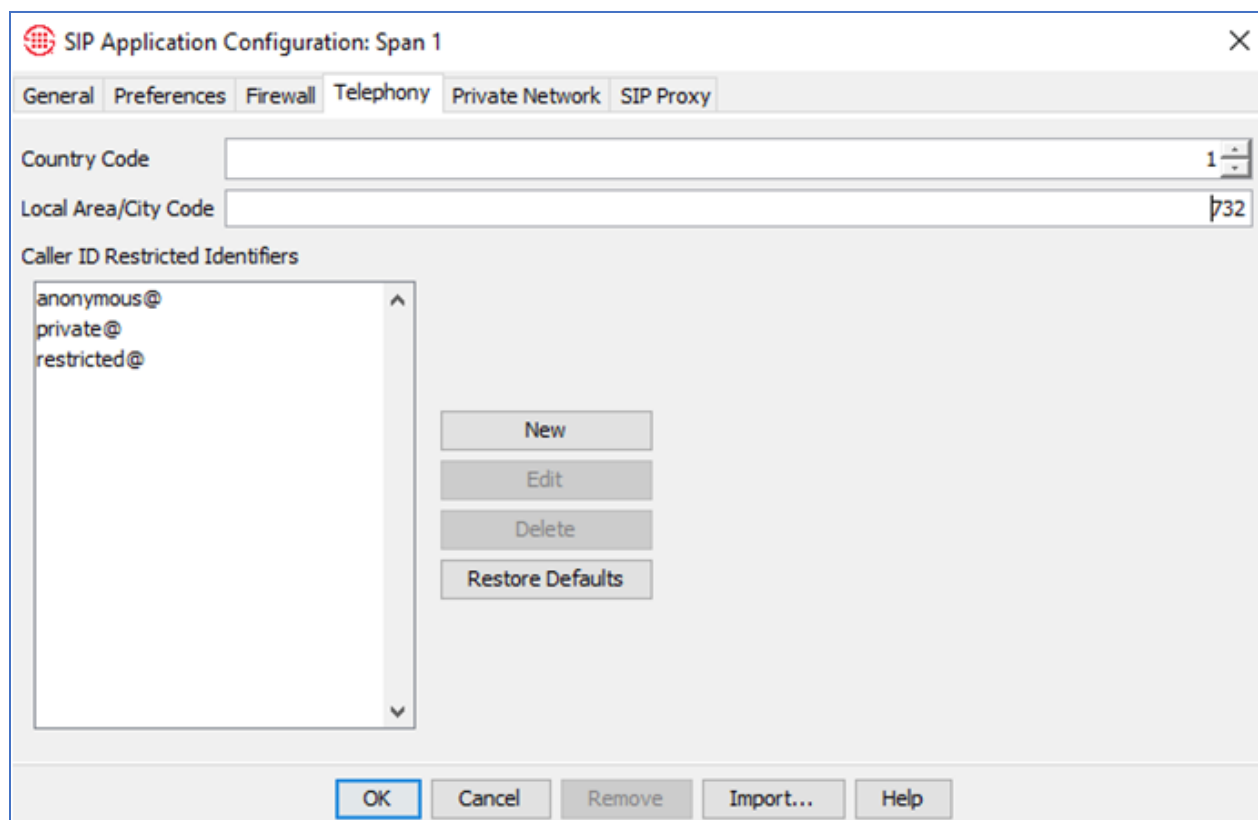 SIP Application Configuration: Span 1
General Preferences Firewall Telephony Private Network SIP Proxy
Country Code 1
Local Area/City Code 732
Caller ID Restricted Identifiers
anonymous@
private@
restricted@
New
Edit
Delete
Restore Defaults
OK Cancel Remove Import... Help